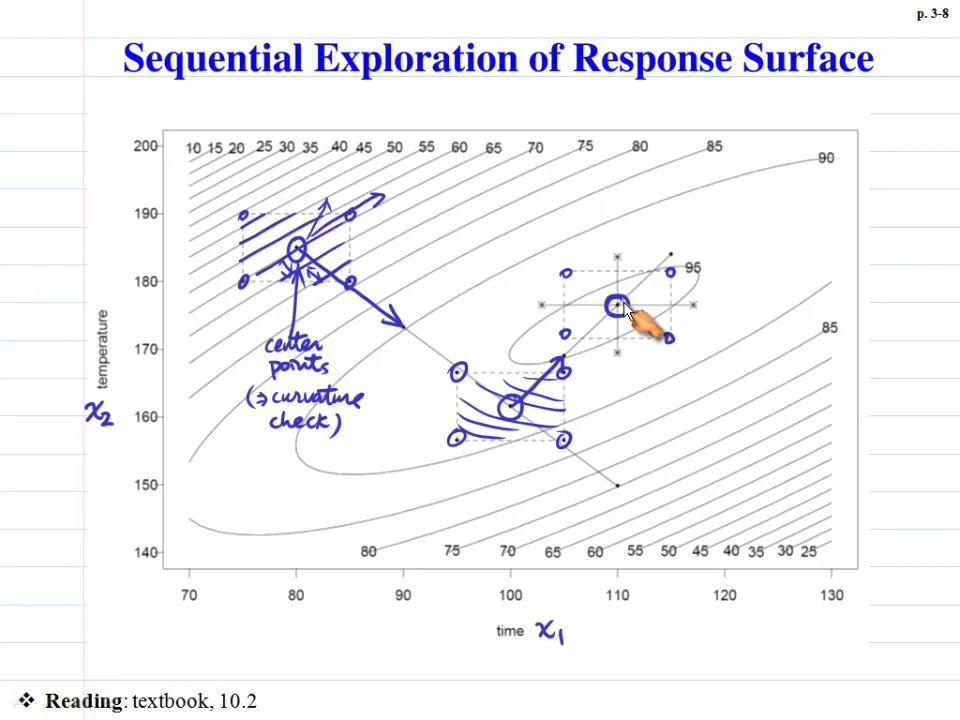 p. 3-8
Sequential Exploration of Response Surface
200 10 15 20 25 30 35 40 45 50 55 60 65 70 75 80 85 90
190
180 95
170 85
160
150
140 80 75 70 65 60 55 50 45 40 35 30 25
temperature
x₂
center
points
(⇒ curvature
check)
70 80 90 100 110 120 130
time x₁
❖ Reading: textbook, 10.2